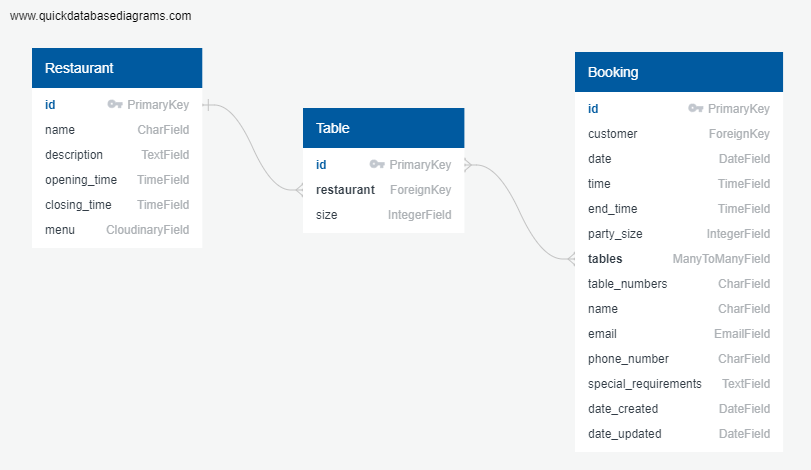 www.quickdatabasediagrams.com
Restaurant
id PrimaryKey
name CharField
description TextField
opening_time TimeField
closing_time TimeField
menu CloudinaryField
Table
id PrimaryKey
restaurant ForeignKey
size IntegerField
Booking
id PrimaryKey
customer ForeignKey
date DateField
time TimeField
end_time TimeField
party_size IntegerField
tables ManyToManyField
table_numbers CharField
name CharField
email EmailField
phone_number CharField
special_requirements TextField
date_created DateField
date_updated DateField